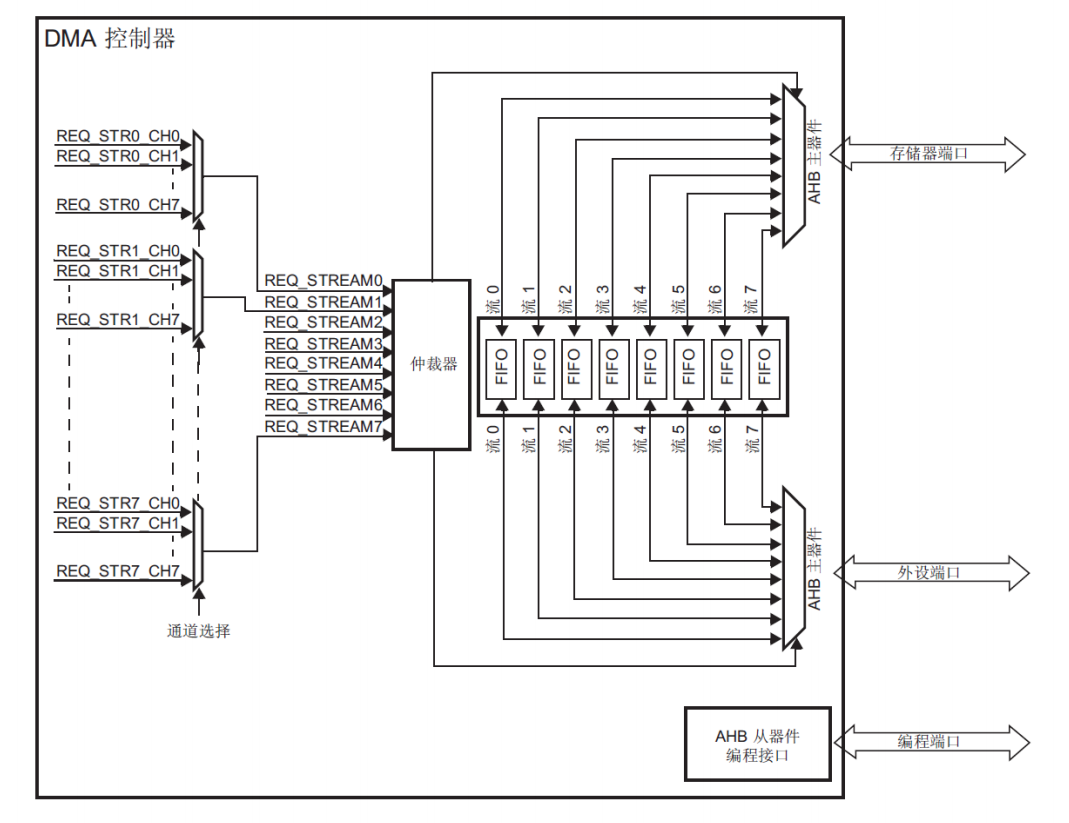 DMA 控制器
REQ_STR0_CH0
REQ_STR0_CH1
REQ_STR0_CH7
REQ_STR1_CH0
REQ_STR1_CH1
REQ_STR1_CH7
REQ_STR7_CH0
REQ_STR7_CH1
REQ_STR7_CH7
通道选择
REQ_STREAM0
REQ_STREAM1
REQ_STREAM2
REQ_STREAM3
REQ_STREAM4
REQ_STREAM5
REQ_STREAM6
REQ_STREAM7
仲裁器
流 0
流 1
流 2
流 3
流 4
流 5
流 6
流 7
FIFO
FIFO
FIFO
FIFO
FIFO
FIFO
FIFO
FIFO
流 0
流 1
流 2
流 3
流 4
流 5
流 6
流 7
AHB 主器件
存储器端口
AHB 主器件
外设端口
AHB 从器件
编程接口
编程端口